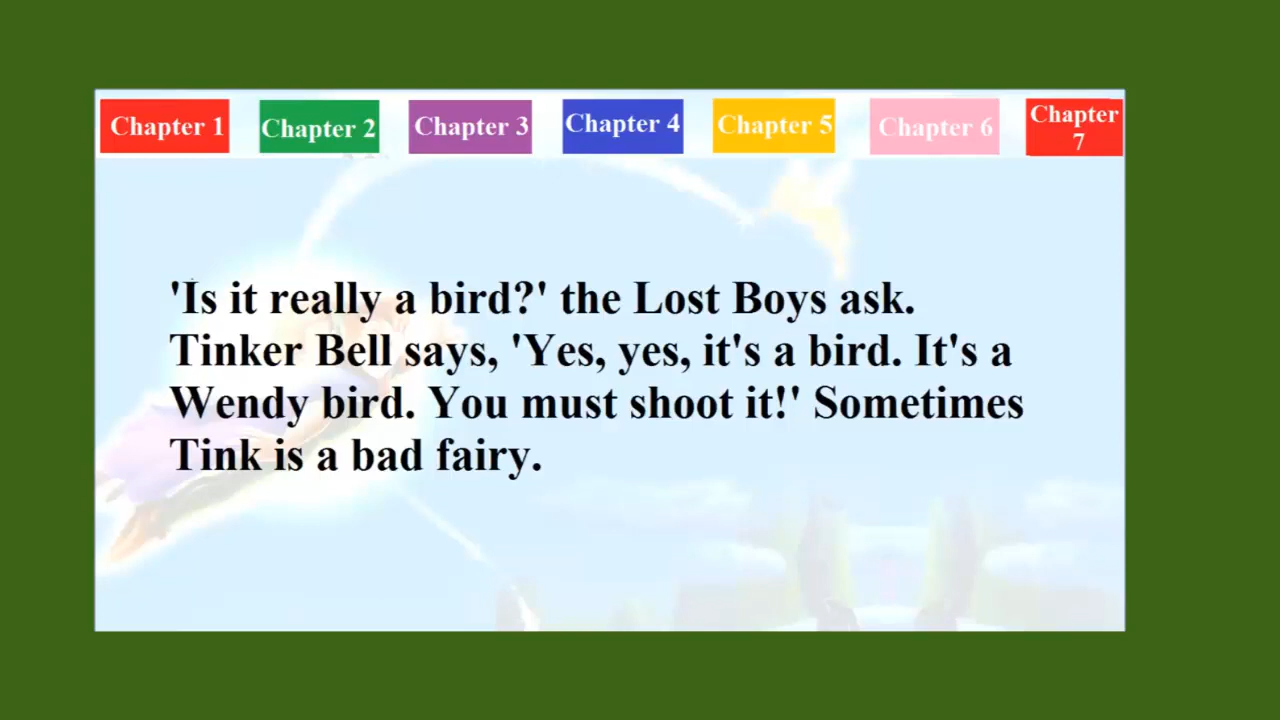 Chapter 1 Chapter 2 Chapter 3 Chapter 4 Chapter 5 Chapter 6 Chapter 7
'Is it really a bird?' the Lost Boys ask.
Tinker Bell says, 'Yes, yes, it's a bird. It's a
Wendy bird. You must shoot it!' Sometimes
Tink is a bad fairy.